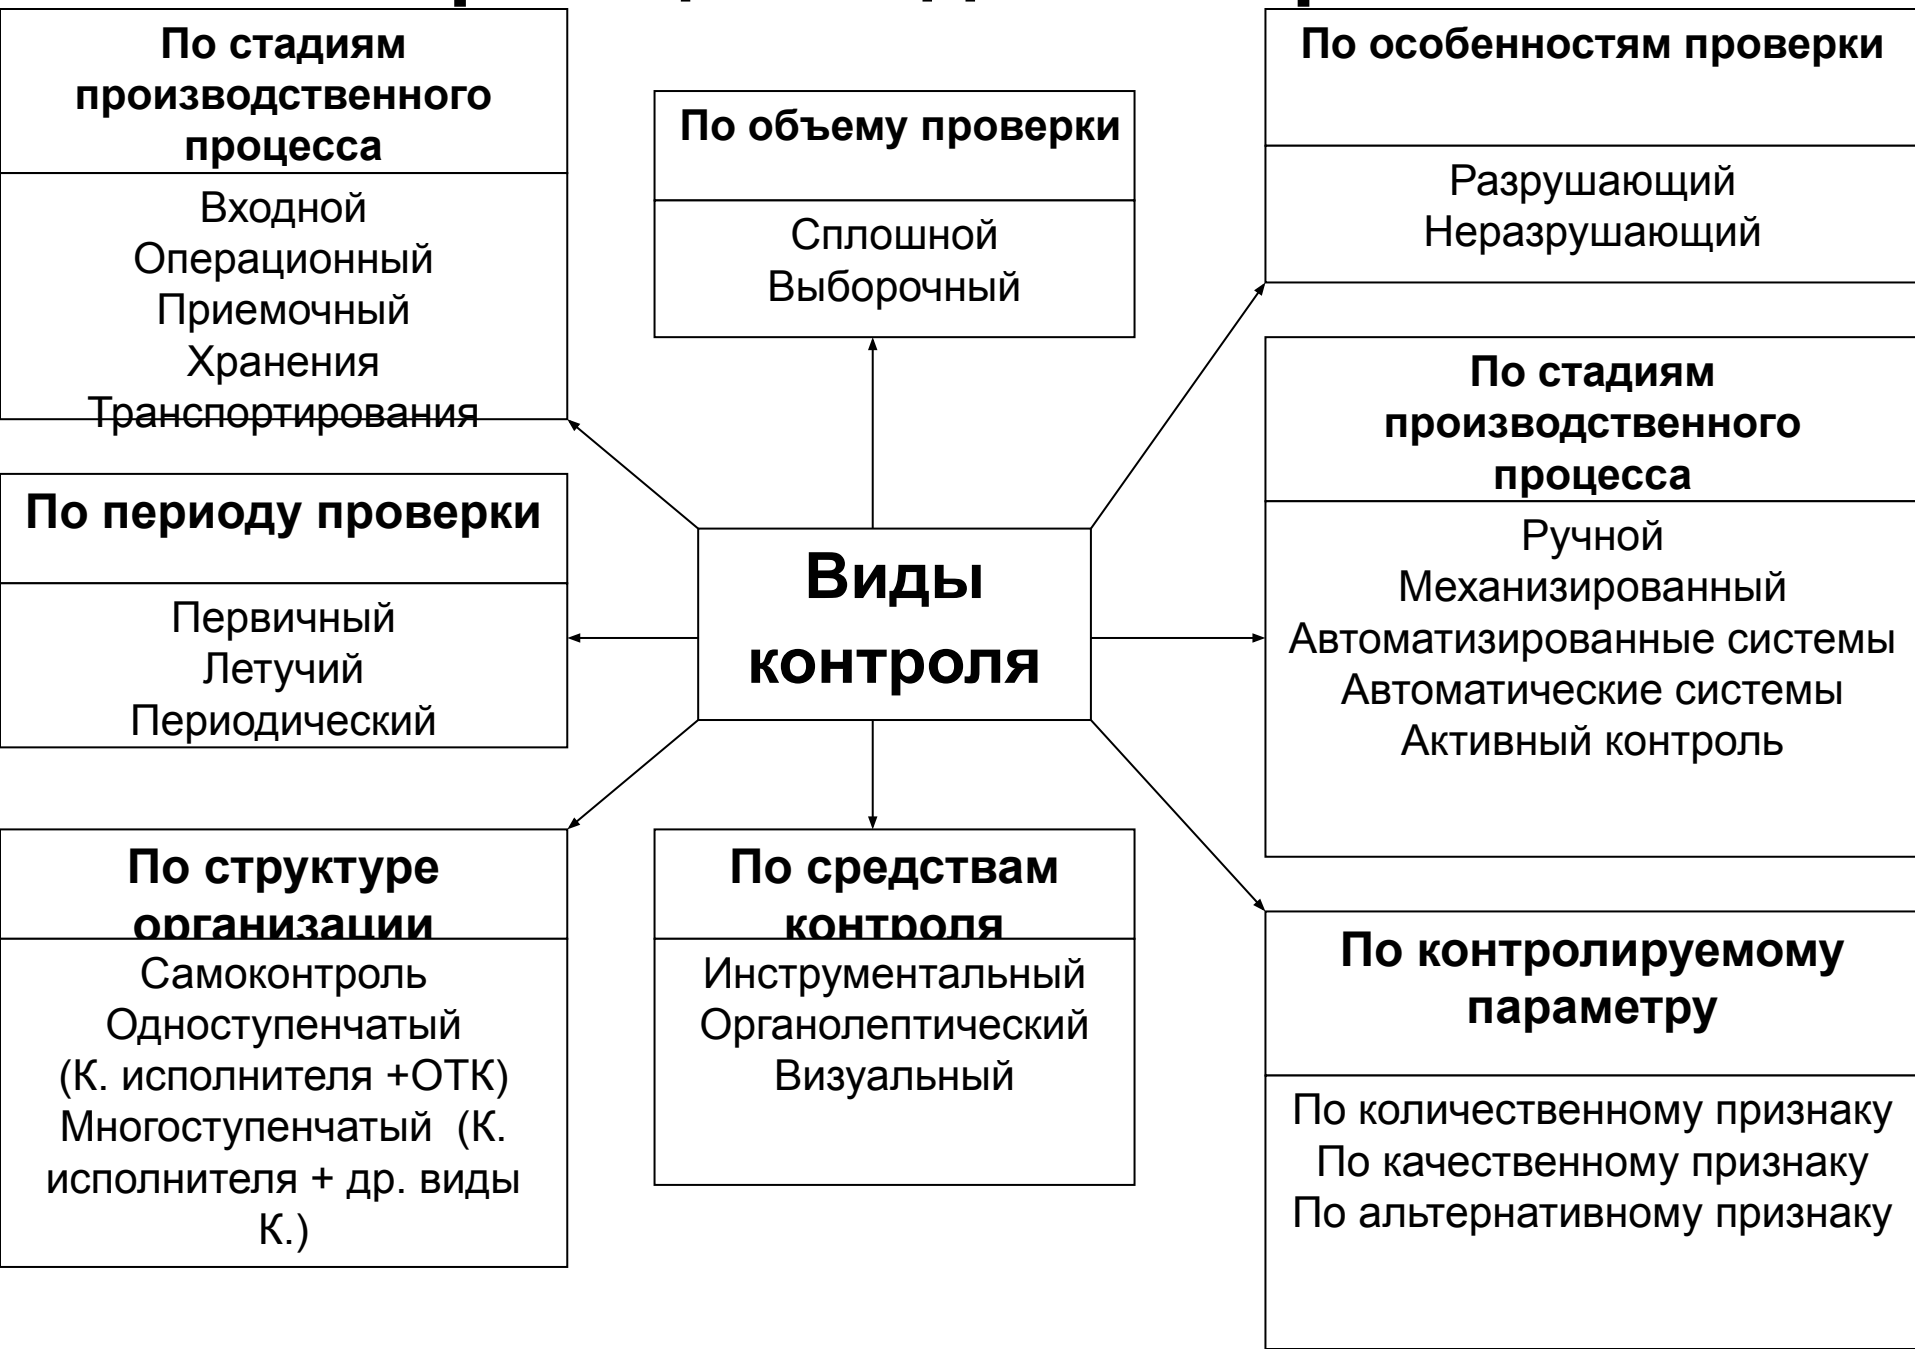 По стадиям
производственного
процесса
Входной
Операционный
Приемочный
Хранения
Транспортирования
По объему проверки
Сплошной
Выборочный
По особенностям проверки
Разрушающий
Неразрушающий
По периоду проверки
Первичный
Летучий
Периодический
Виды
контроля
По стадиям
производственного
процесса
Ручной
Механизированный
Автоматизированные системы
Автоматические системы
Активный контроль
По структуре
организации
Самоконтроль
Одноступенчатый
(К. исполнителя +ОТК)
Многоступенчатый (К.
исполнителя + др. виды
К.)
По средствам
контроля
Инструментальный
Органолептический
Визуальный
По контролируемому
параметру
По количественному признаку
По качественному признаку
По альтернативному признаку